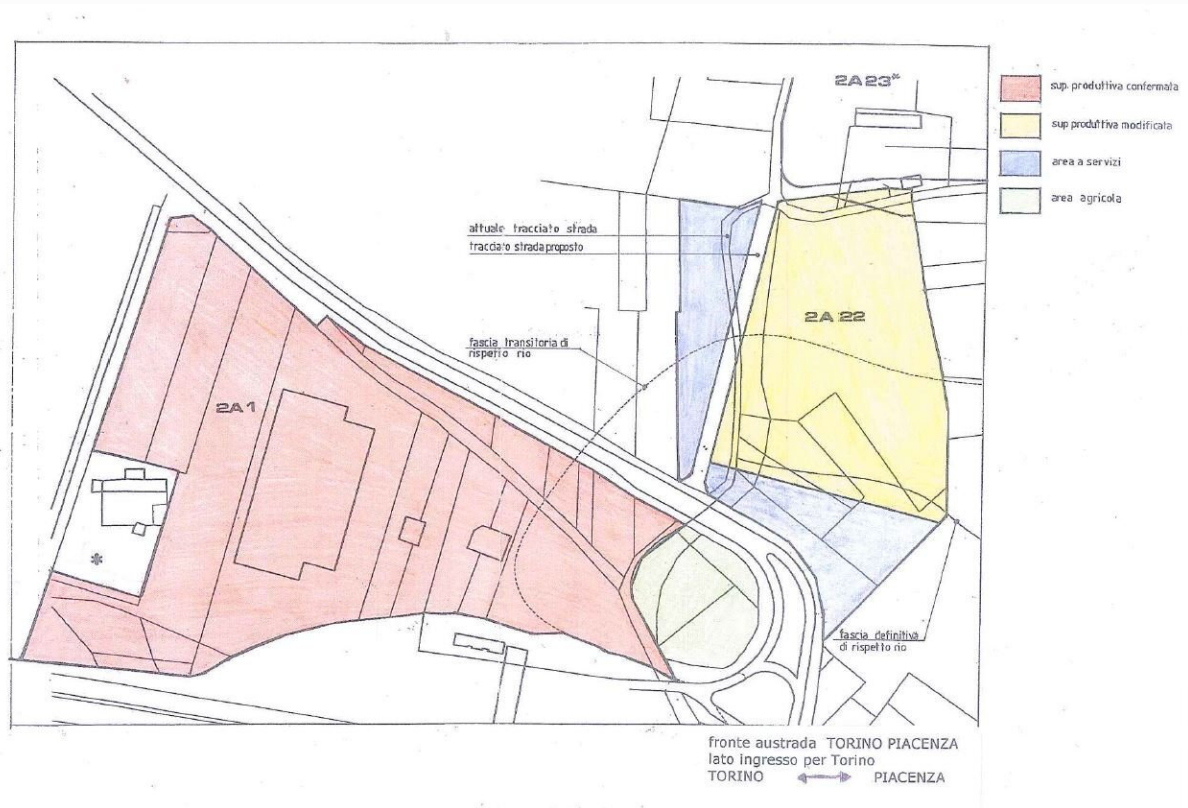 2A23*
sup. produttiva confermata
sup produttiva modificata
area a servizi
area agricola
attuale tracciato strada
tracciato strada proposto
2A 22
fascia transitoria di
rispetto rio
2A1
*
fascia definitiva
di rispetto rio
fronte austrada TORINO PIACENZA
lato ingresso per Torino
TORINO PIACENZA